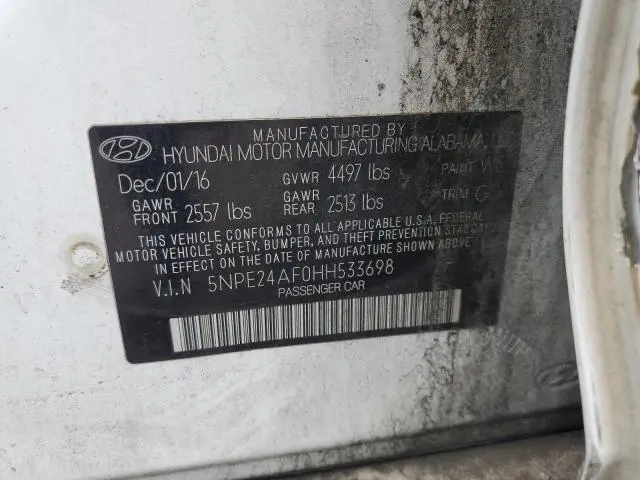 MANUFACTURED BY
HYUNDAI MOTOR MANUFACTURING ALABAMA,
Dec/01/16 GVWR 4497 lbs PAINT
GAWR FRONT 2557 lbs GAWR REAR 2513 lbs TRIM G
THIS VEHICLE CONFORMS TO ALL APPLICABLE U.S.A. FEDERAL
MOTOR VEHICLE SAFETY, BUMPER, AND THEFT PREVENTION STANDARDS
IN EFFECT ON THE DATE OF MANUFACTURE SHOWN ABOVE.
V.I.N 5NPE24AF0HH533698
PASSENGER CAR